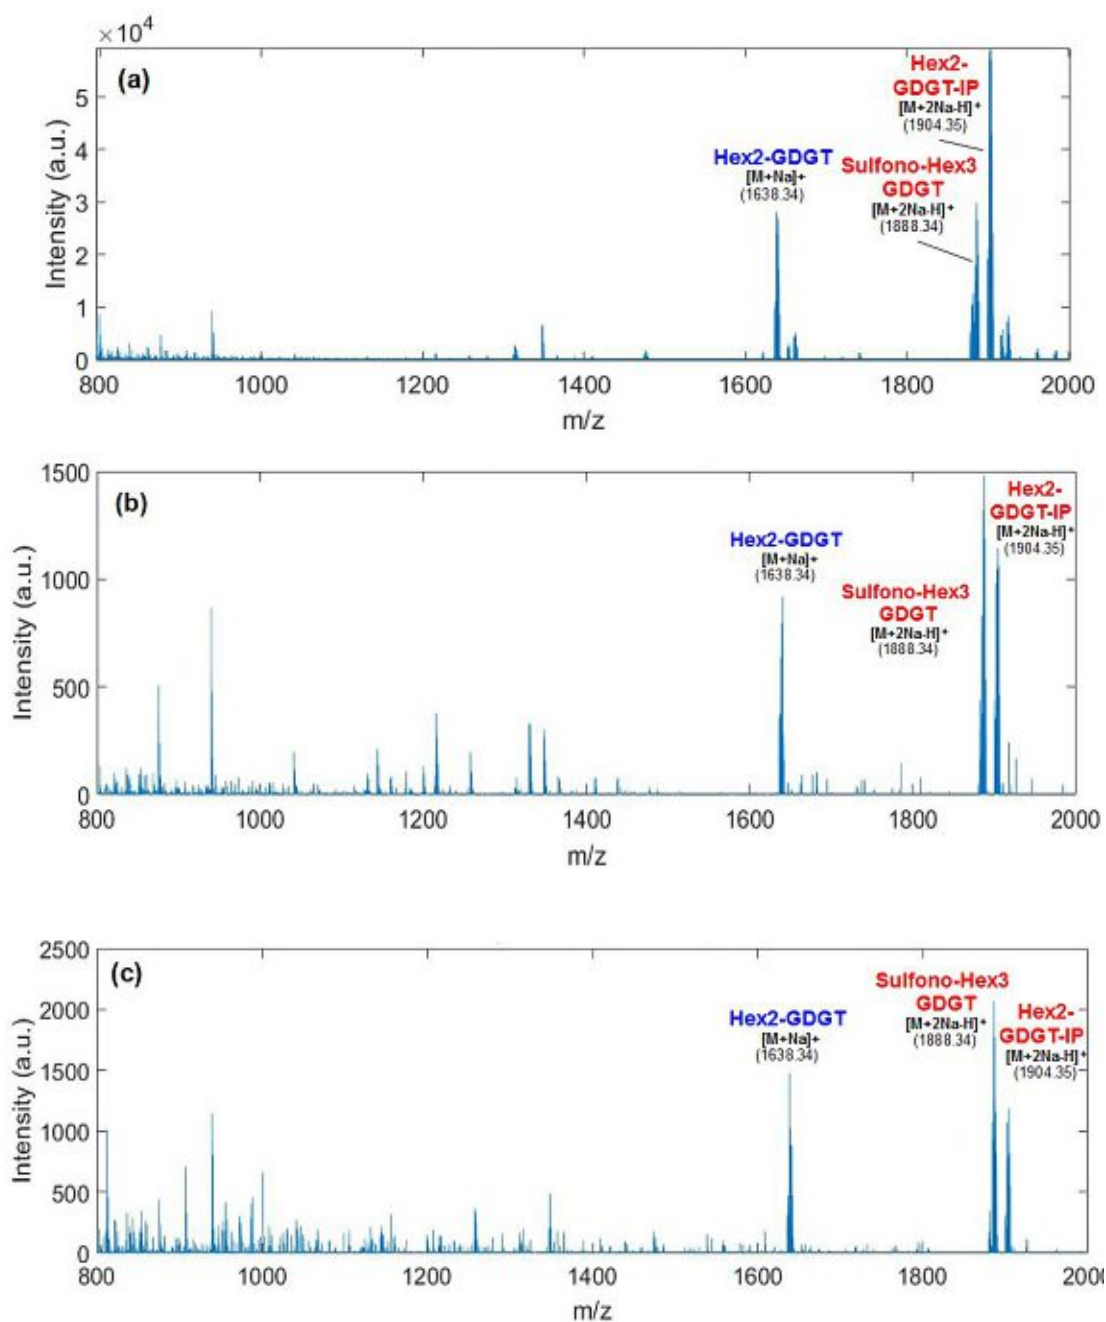 ×10⁴
(a)
Hex2-
GDGT-IP
[M+2Na-H]⁺
(1904.35)
Hex2-GDGT
[M+Na]+
(1638.34)
Sulfono-Hex3
GDGT
[M+2Na-H]⁺
(1888.34)
Intensity (a.u.)
5
4
3
2
1
0
800 1000 1200 1400 1600 1800 2000
m/z
1500
(b)
Hex2-
GDGT-IP
[M+2Na-H]⁺
(1904.35)
Hex2-GDGT
[M+Na]+
(1638.34)
Sulfono-Hex3
GDGT
[M+2Na-H]⁺
(1888.34)
Intensity (a.u.)
1000
500
0
800 1000 1200 1400 1600 1800 2000
m/z
2500
(c)
Sulfono-Hex3
GDGT
[M+2Na-H]⁺
(1888.34)
Hex2-
GDGT-IP
[M+2Na-H]⁺
(1904.35)
Hex2-GDGT
[M+Na]+
(1638.34)
Intensity (a.u.)
2000
1500
1000
500
0
800 1000 1200 1400 1600 1800 2000
m/z